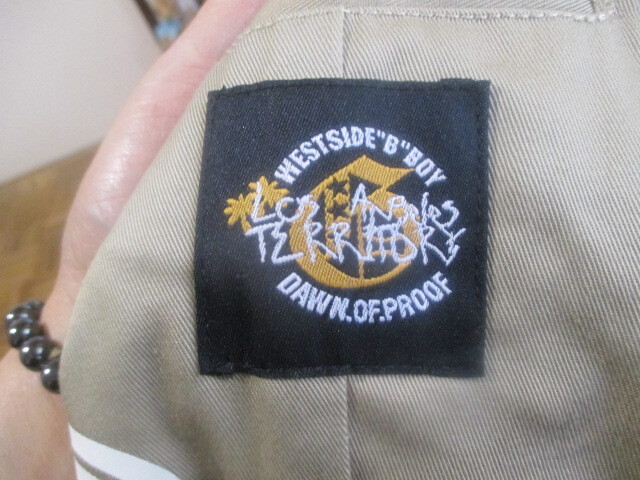 WESTSIDE"B"BOY
Los Angeles
TERRITORY
DAWN.OF.PROOF